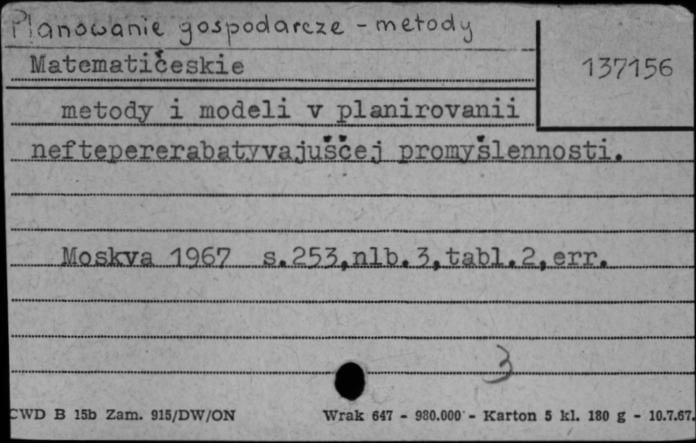 Planowanie gospodarcze - metody
137156
Matematičeskie
metody i modeli v planirovanii
neftepererabatyvajuščej promyšlennosti.
Moskva 1967 s.253,nlb.3,tabl.2,err.
3
CWD B 15b Zam. 915/DW/ON Wrak 647 - 980.000 - Karton 5 kl. 180 g - 10.7.67.